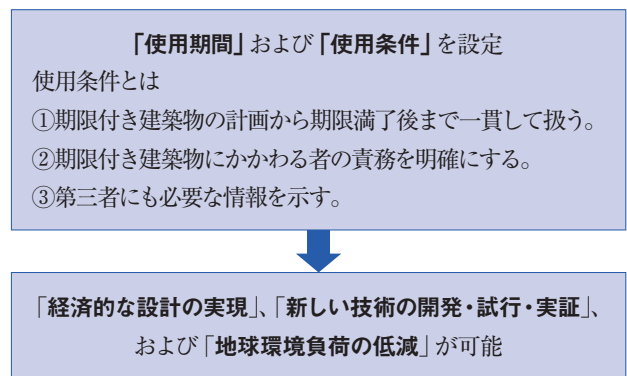 「使用期間」および「使用条件」を設定
使用条件とは
①期限付き建築物の計画から期限満了後まで一貫して扱う。
②期限付き建築物にかかわる者の責務を明確にする。
③第三者にも必要な情報を示す。
「経済的な設計の実現」、「新しい技術の開発・試行・実証」、
および「地球環境負荷の低減」が可能